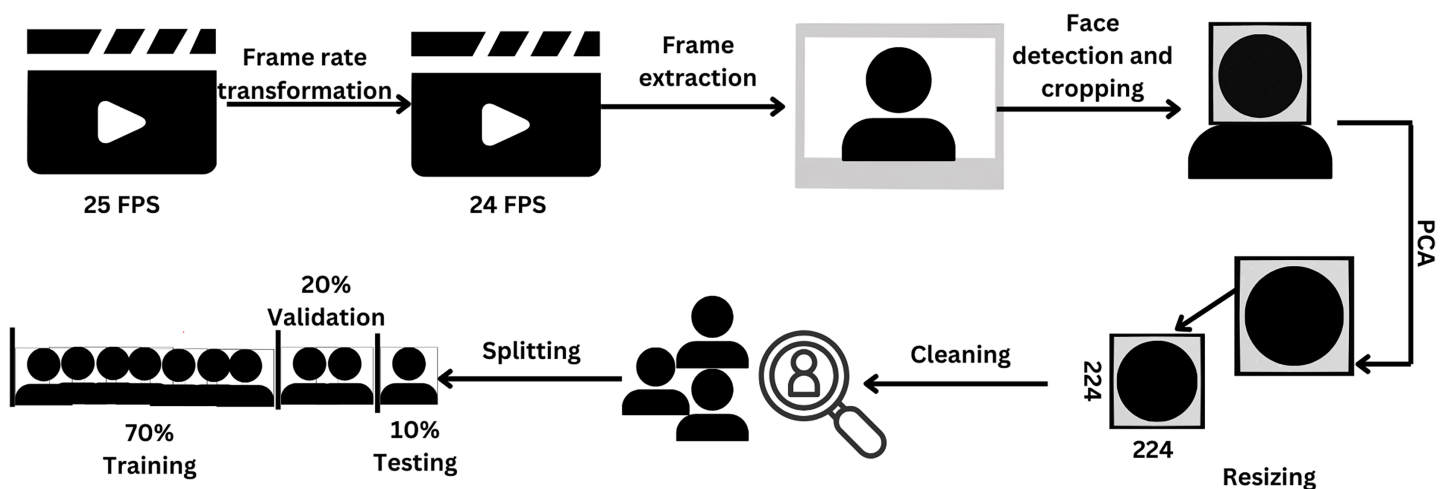 Frame rate
transformation
25 FPS
24 FPS
Frame
extraction
Face
detection and
cropping
PCA
224
224
Resizing
Cleaning
Splitting
20%
Validation
70%
Training
10%
Testing